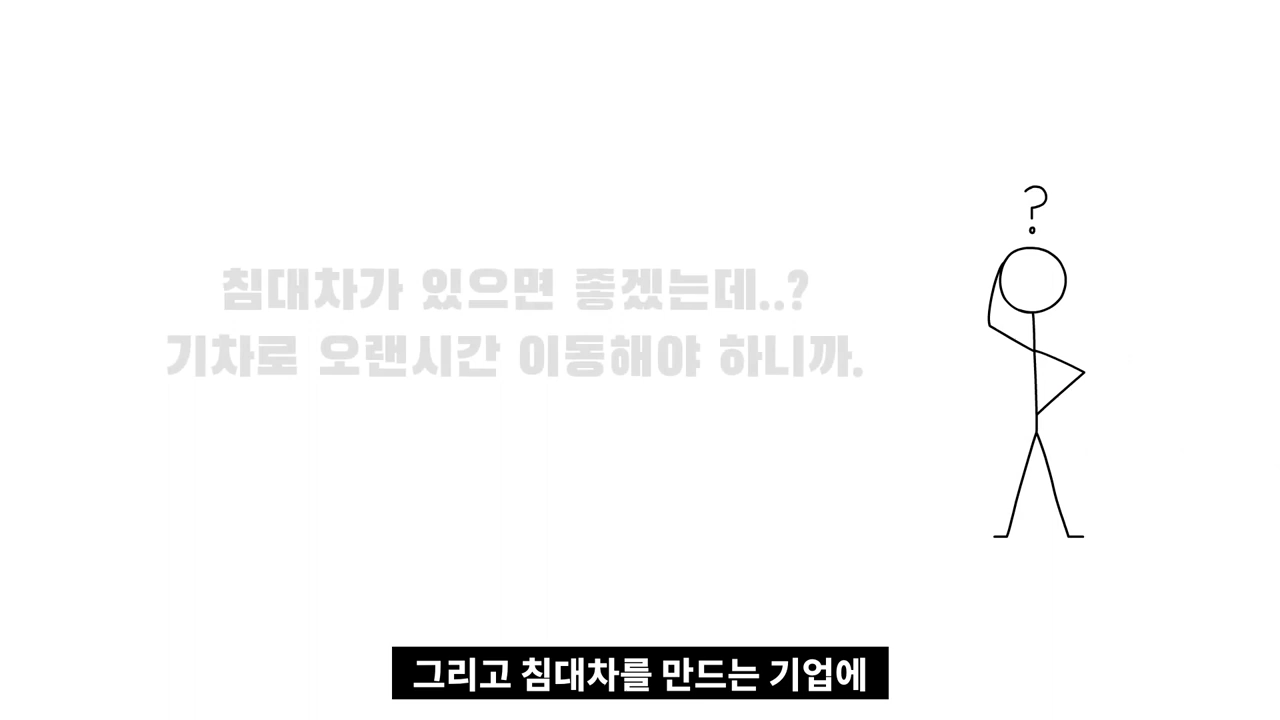 ?
침대차가 있으면 좋겠는데..?
기차로 오랜시간 이동해야 하니까.
그리고 침대차를 만드는 기업에